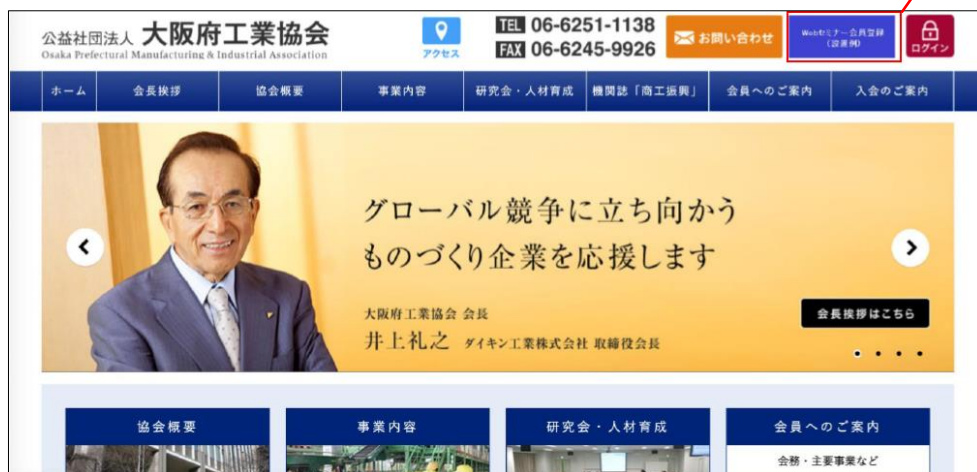 公益社団法人 大阪府工業協会
Osaka Prefectural Manufacturing & Industrial Association
アクセス
TEL 06-6251-1138
FAX 06-6245-9926
お問い合わせ
Webセミナー会員登録
(設置例)
ログイン
ホーム 会長挨拶 協会概要 事業内容 研究会・人材育成 機関誌「商工振興」 会員へのご案内 入会のご案内
グローバル競争に立ち向かう
ものづくり企業を応援します
大阪府工業協会 会長
井上礼之 ダイキン工業株式会社 取締役会長
会長挨拶はこちら
協会概要 事業内容 研究会・人材育成 会員へのご案内
会務・主要事業など